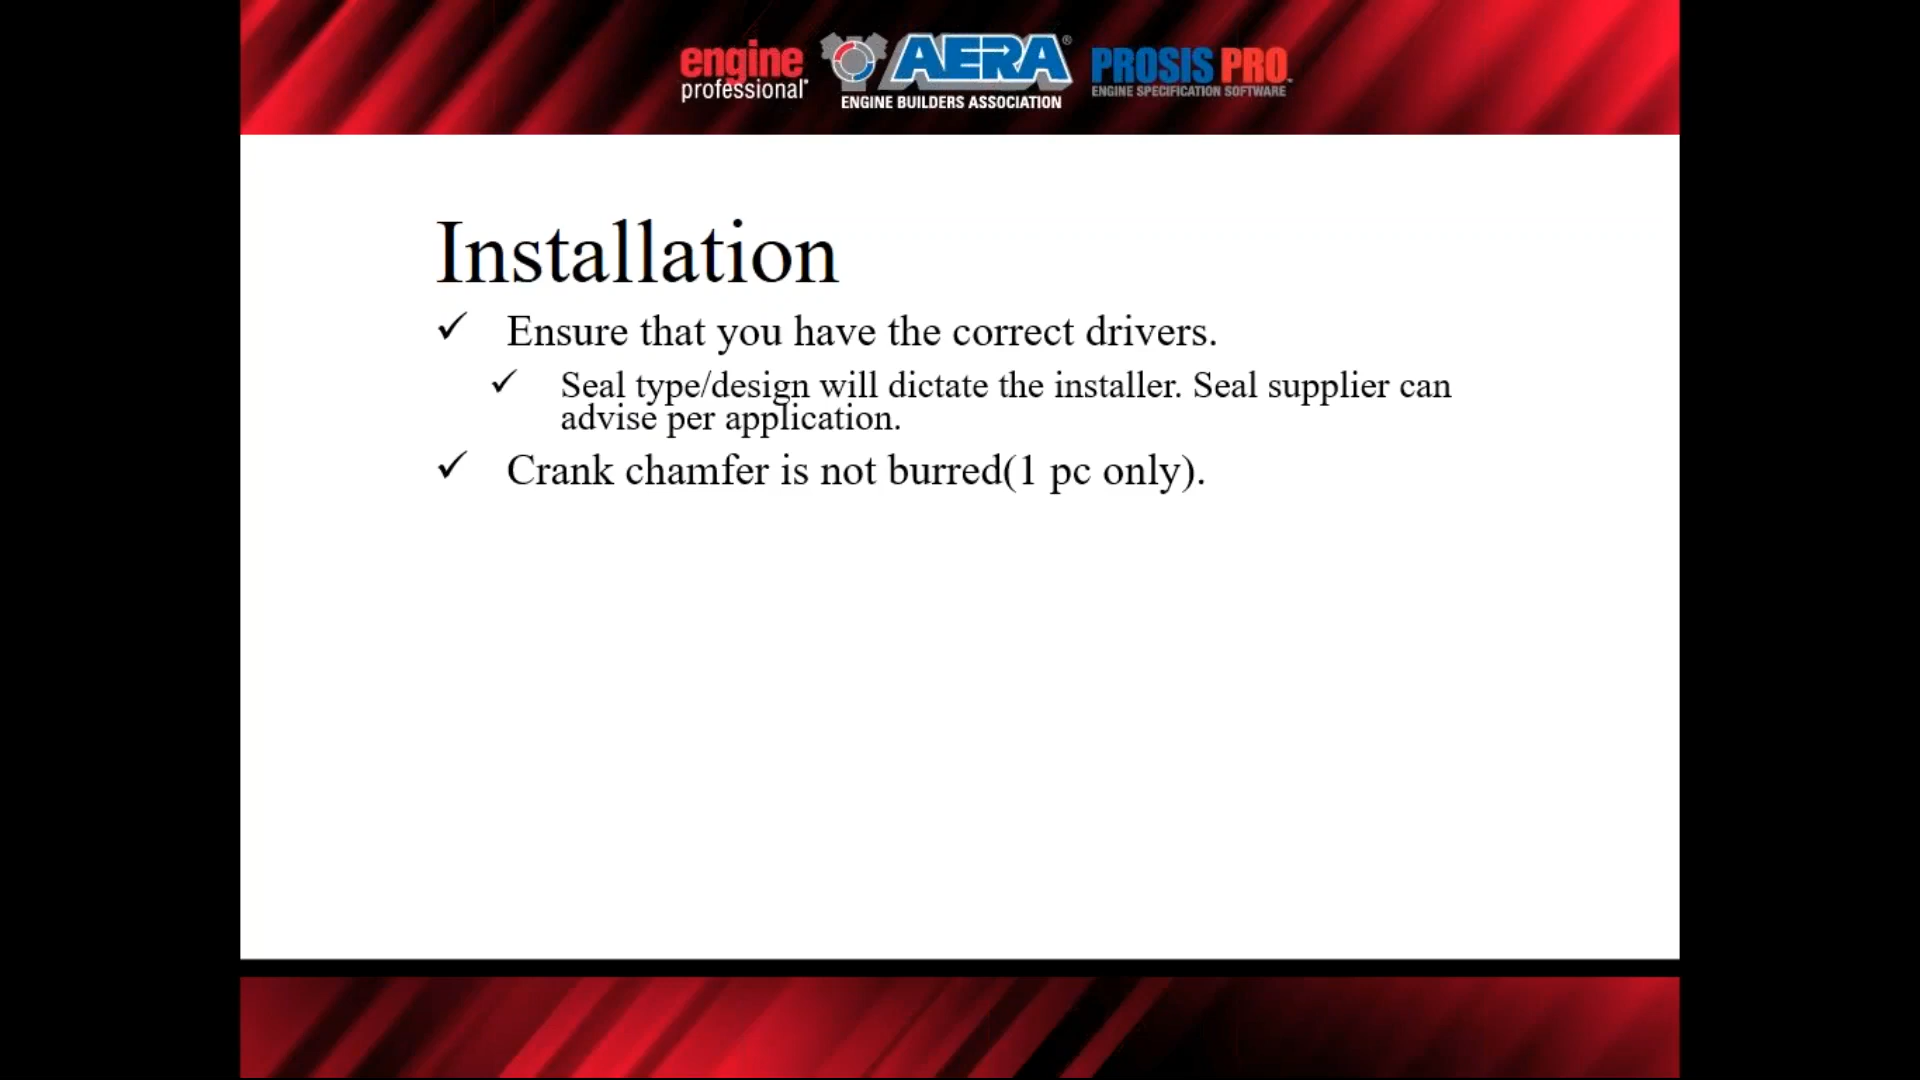 engine
professional
AERA®
ENGINE BUILDERS ASSOCIATION
PROSIS PRO™
ENGINE SPECIFICATION SOFTWARE
Installation
✓ Ensure that you have the correct drivers.
✓ Seal type/design will dictate the installer. Seal supplier can
advise per application.
✓ Crank chamfer is not burred(1 pc only).